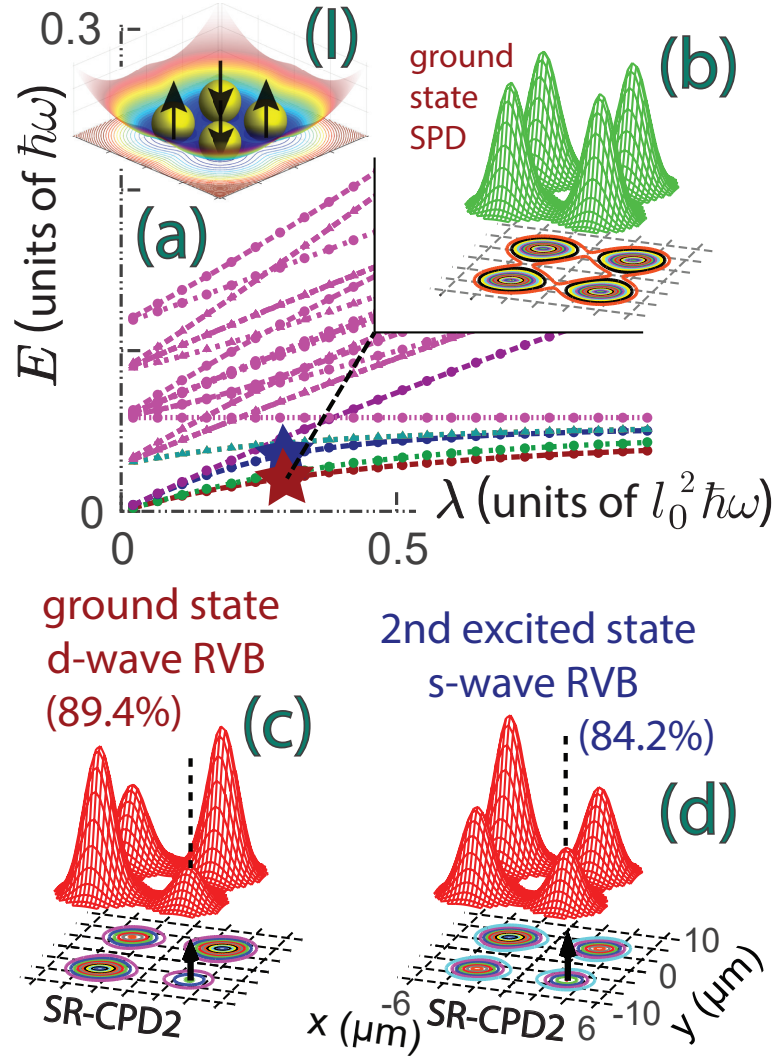 0.3
(I)
ground
state
SPD
(b)
(a)
E (units of ħω)
0
0
0.5
λ (units of l₀² ħω)
ground state
d-wave RVB
(89.4%)
(c)
2nd excited state
s-wave RVB
(84.2%)
(d)
SR-CPD2
SR-CPD2
-6
x (μm)
6
-10
0
10
y (μm)